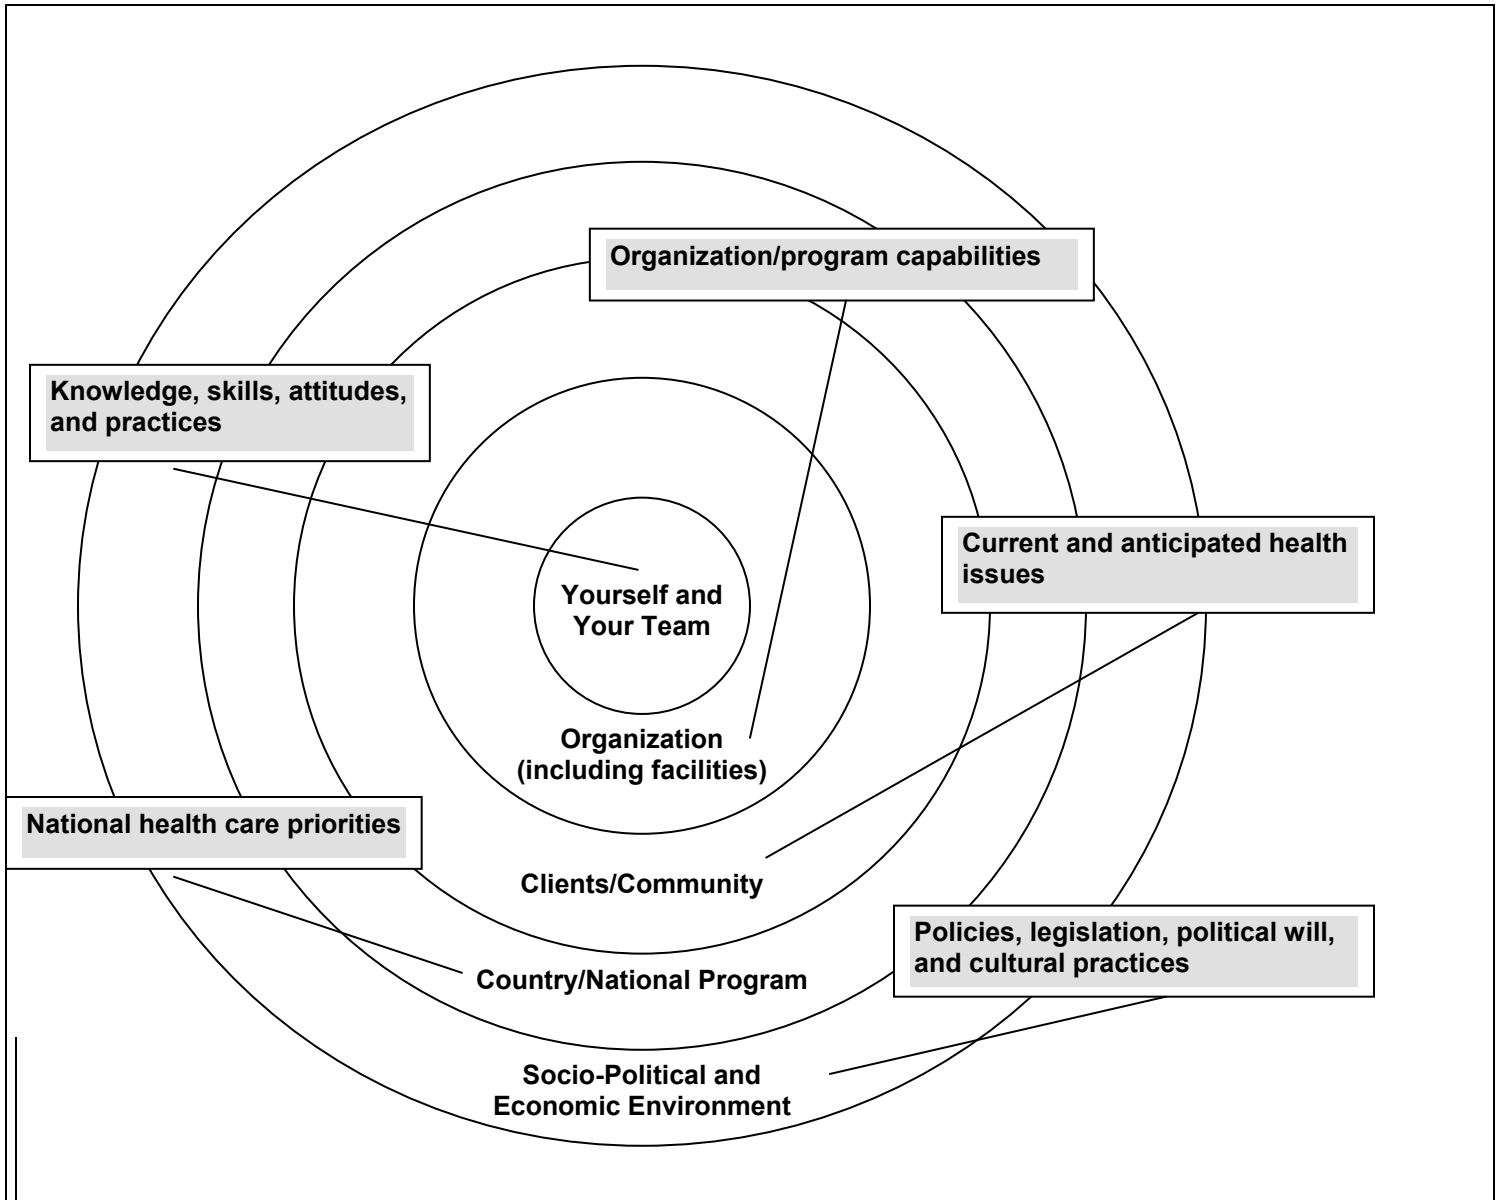 Organization/program capabilities
Knowledge, skills, attitudes,
and practices
Current and anticipated health
issues
Yourself and
Your Team
Organization
(including facilities)
National health care priorities
Clients/Community
Policies, legislation, political will,
and cultural practices
Country/National Program
Socio-Political and
Economic Environment